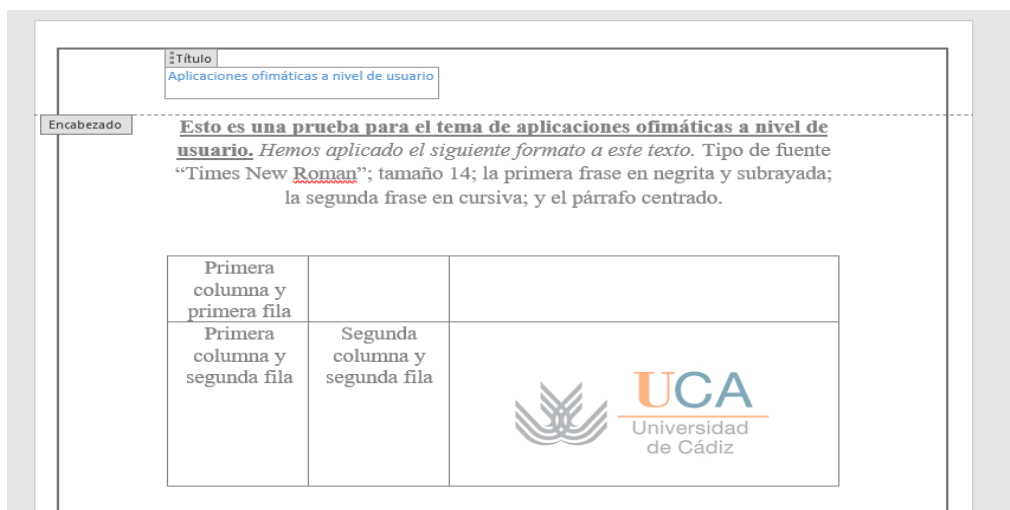 Título
Aplicaciones ofimáticas a nivel de usuario
Encabezado
Esto es una prueba para el tema de aplicaciones ofimáticas a nivel de
usuario. Hemos aplicado el siguiente formato a este texto. Tipo de fuente
“Times New Roman”; tamaño 14; la primera frase en negrita y subrayada;
la segunda frase en cursiva; y el párrafo centrado.
Primera
columna y
primera fila
Primera
columna y
segunda fila
Segunda
columna y
segunda fila
UCA
Universidad
de Cádiz